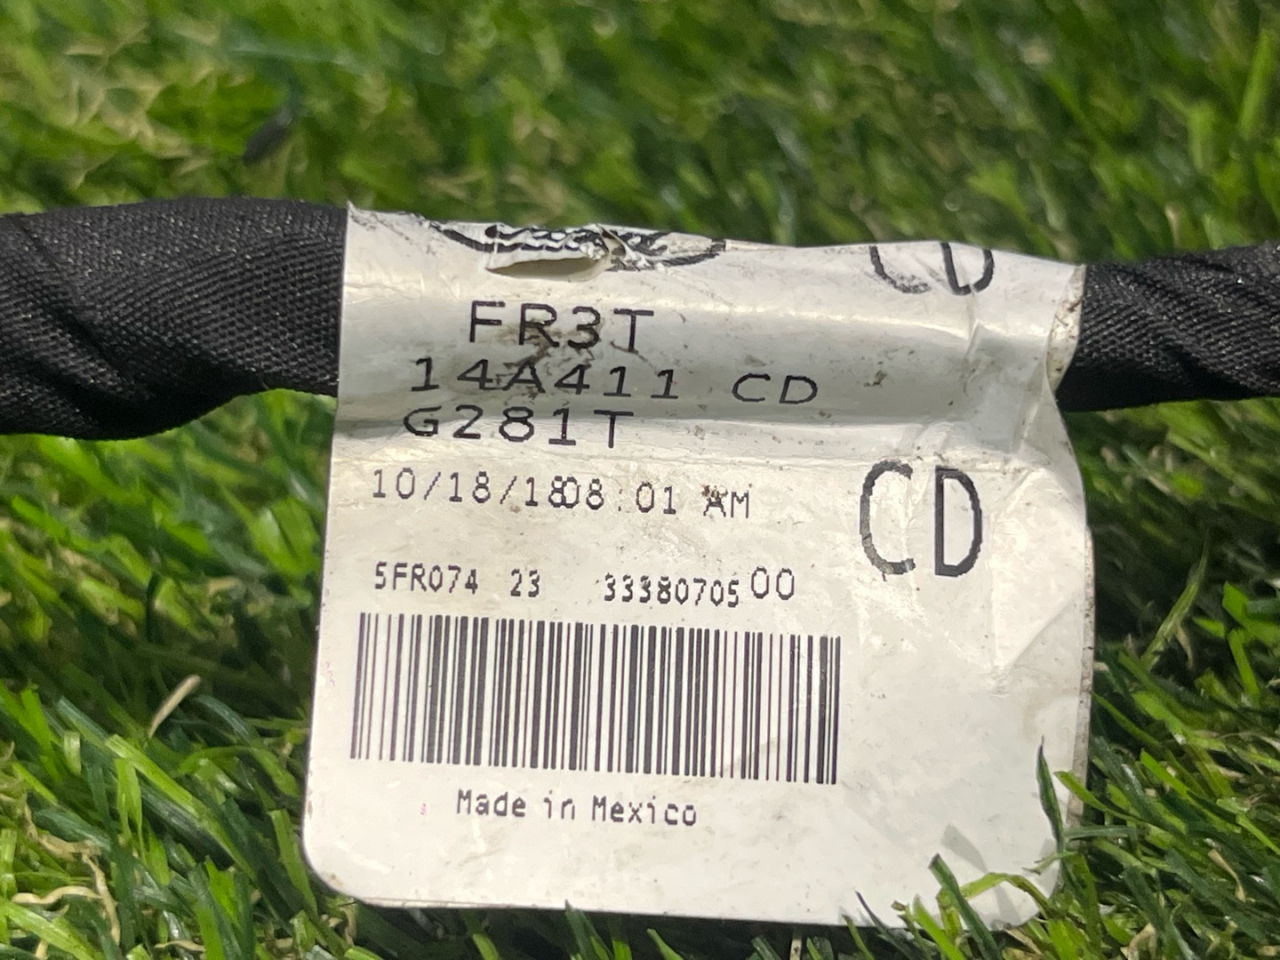 CD
FR3T
14A411 CD
G281T
10/18/1808:01 AM
CD
5FR074 23 3338070500
Made in Mexico